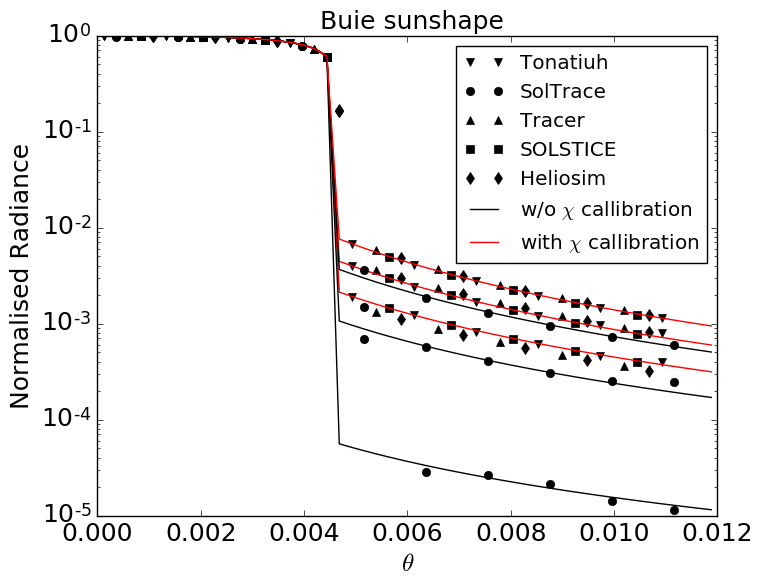 Buie sunshape
Normalised Radiance
10^0
10^-1
10^-2
10^-3
10^-4
10^-5
Tonatiuh
SolTrace
Tracer
SOLSTICE
Heliosim
w/o χ callibration
with χ callibration
0.000 0.002 0.004 0.006 0.008 0.010 0.012
θ